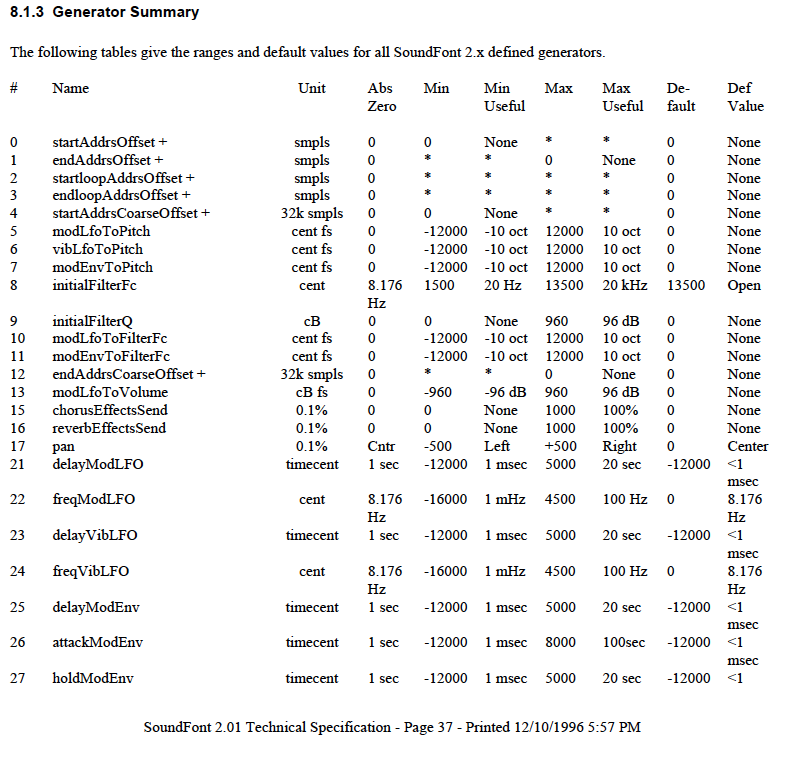 8.1.3 Generator Summary
The following tables give the ranges and default values for all SoundFont 2.x defined generators.
# Name Unit Abs Min Min Max Max De- Def
Zero Useful Useful fault Value
0 startAddrsOffset + smpls 0 0 None * * 0 None
1 endAddrsOffset + smpls 0 * * 0 None 0 None
2 startloopAddrsOffset + smpls 0 * * * * 0 None
3 endloopAddrsOffset + smpls 0 * * * * 0 None
4 startAddrsCoarseOffset + 32k smpls 0 0 None * * 0 None
5 modLfoToPitch cent fs 0 -12000 -10 oct 12000 10 oct 0 None
6 vibLfoToPitch cent fs 0 -12000 -10 oct 12000 10 oct 0 None
7 modEnvToPitch cent fs 0 -12000 -10 oct 12000 10 oct 0 None
8 initialFilterFc cent 8.176 1500 20 Hz 13500 20 kHz 13500 Open
Hz
9 initialFilterQ cB 0 0 None 960 96 dB 0 None
10 modLfoToFilterFc cent fs 0 -12000 -10 oct 12000 10 oct 0 None
11 modEnvToFilterFc cent fs 0 -12000 -10 oct 12000 10 oct 0 None
12 endAddrsCoarseOffset + 32k smpls 0 * * 0 None 0 None
13 modLfoToVolume cB fs 0 -960 -96 dB 960 96 dB 0 None
15 chorusEffectsSend 0.1% 0 0 None 1000 100% 0 None
16 reverbEffectsSend 0.1% 0 0 None 1000 100% 0 None
17 pan 0.1% Cntr -500 Left +500 Right 0 Center
21 delayModLFO timecent 1 sec -12000 1 msec 5000 20 sec -12000 <1
msec
22 freqModLFO cent 8.176 -16000 1 mHz 4500 100 Hz 0 8.176
Hz Hz
23 delayVibLFO timecent 1 sec -12000 1 msec 5000 20 sec -12000 <1
msec
24 freqVibLFO cent 8.176 -16000 1 mHz 4500 100 Hz 0 8.176
Hz Hz
25 delayModEnv timecent 1 sec -12000 1 msec 5000 20 sec -12000 <1
msec
26 attackModEnv timecent 1 sec -12000 1 msec 8000 100sec -12000 <1
msec
27 holdModEnv timecent 1 sec -12000 1 msec 5000 20 sec -12000 <1
SoundFont 2.01 Technical Specification - Page 37 - Printed 12/10/1996 5:57 PM